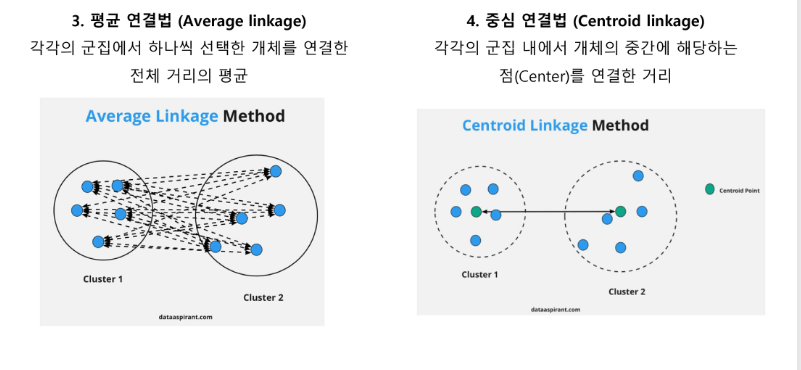 3. 평균 연결법 (Average linkage)
각각의 군집에서 하나씩 선택한 개체를 연결한
전체 거리의 평균
Average Linkage Method
Cluster 1
Cluster 2
dataaspirant.com
4. 중심 연결법 (Centroid linkage)
각각의 군집 내에서 개체의 중간에 해당하는
점(Center)를 연결한 거리
Centroid Linkage Method
Centroid Point
Cluster 1
Cluster 2
dataaspirant.com